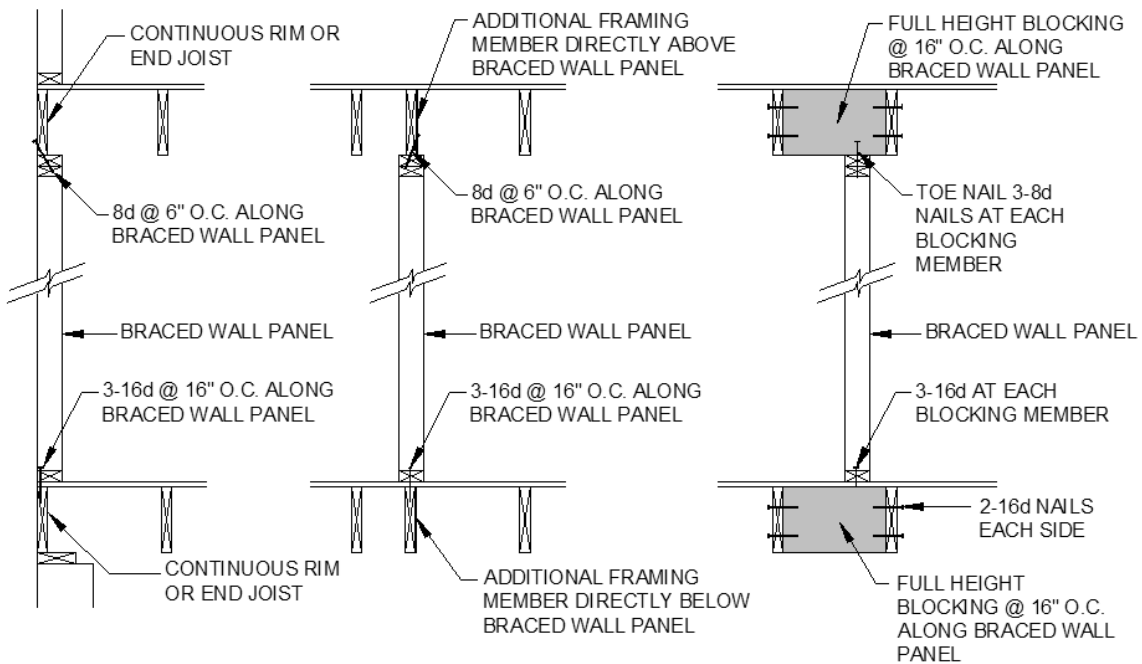 CONTINUOUS RIM OR
END JOIST
ADDITIONAL FRAMING
MEMBER DIRECTLY ABOVE
BRACED WALL PANEL
FULL HEIGHT BLOCKING
@ 16" O.C. ALONG
BRACED WALL PANEL
8d @ 6" O.C. ALONG
BRACED WALL PANEL
8d @ 6" O.C. ALONG
BRACED WALL PANEL
TOE NAIL 3-8d
NAILS AT EACH
BLOCKING
MEMBER
BRACED WALL PANEL
BRACED WALL PANEL
BRACED WALL PANEL
3-16d @ 16" O.C. ALONG
BRACED WALL PANEL
3-16d @ 16" O.C. ALONG
BRACED WALL PANEL
3-16d AT EACH
BLOCKING MEMBER
2-16d NAILS
EACH SIDE
CONTINUOUS RIM
OR END JOIST
ADDITIONAL FRAMING
MEMBER DIRECTLY BELOW
BRACED WALL PANEL
FULL HEIGHT
BLOCKING @ 16" O.C.
ALONG BRACED WALL
PANEL